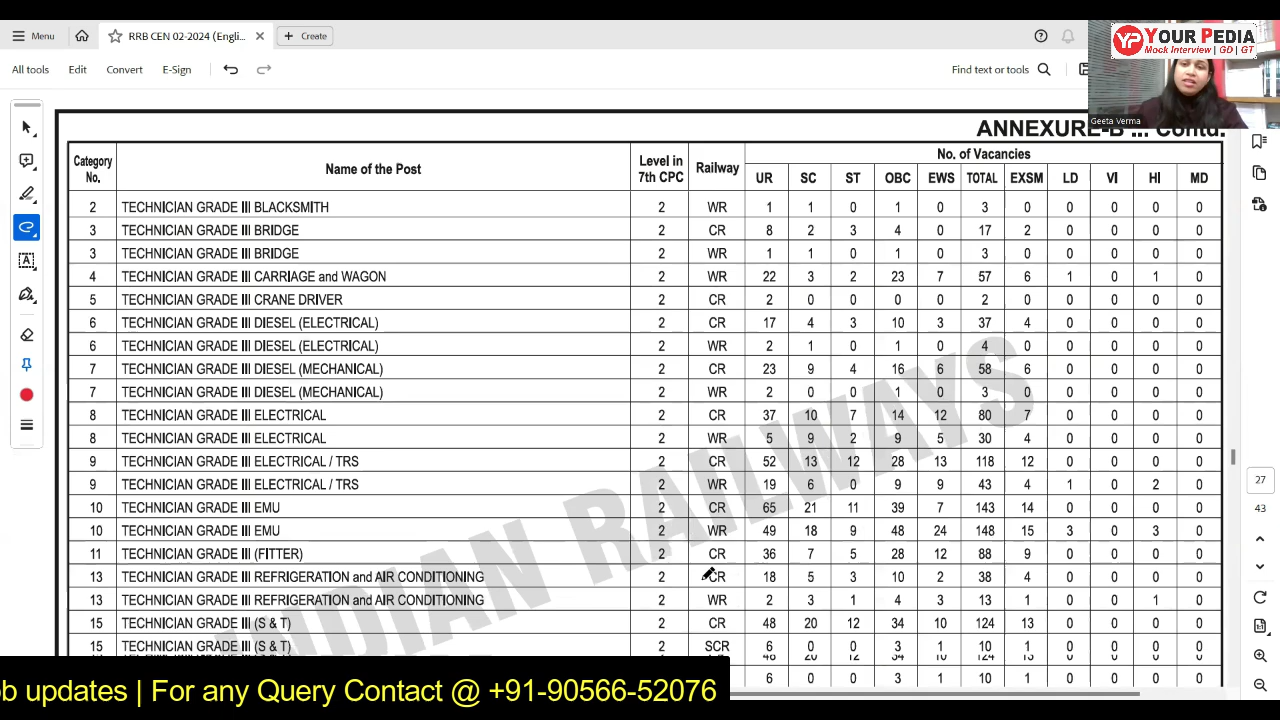 Menu
RRB CEN 02-2024 (Engli...
Create
YP YOUR PEDIA
Mock Interview | GD | GT
All tools Edit Convert E-Sign
Find text or tools
Geeta Verma
ANNEXURE-B ... Contd.
Category No. Name of the Post Level in 7th CPC Railway No. of Vacancies
UR SC ST OBC EWS TOTAL EXSM LD VI HI MD
2 TECHNICIAN GRADE III BLACKSMITH 2 WR 1 1 0 1 0 3 0 0 0 0 0
3 TECHNICIAN GRADE III BRIDGE 2 CR 8 2 3 4 0 17 2 0 0 0 0
3 TECHNICIAN GRADE III BRIDGE 2 WR 1 1 0 1 0 3 0 0 0 0 0
4 TECHNICIAN GRADE III CARRIAGE and WAGON 2 WR 22 3 2 23 7 57 6 1 0 1 0
5 TECHNICIAN GRADE III CRANE DRIVER 2 CR 2 0 0 0 0 2 0 0 0 0 0
6 TECHNICIAN GRADE III DIESEL (ELECTRICAL) 2 CR 17 4 3 10 3 37 4 0 0 0 0
6 TECHNICIAN GRADE III DIESEL (ELECTRICAL) 2 WR 2 1 0 1 0 4 0 0 0 0 0
7 TECHNICIAN GRADE III DIESEL (MECHANICAL) 2 CR 23 9 4 16 6 58 6 0 0 0 0
7 TECHNICIAN GRADE III DIESEL (MECHANICAL) 2 WR 2 0 0 1 0 3 0 0 0 0 0
8 TECHNICIAN GRADE III ELECTRICAL 2 CR 37 10 7 14 12 80 7 0 0 0 0
8 TECHNICIAN GRADE III ELECTRICAL 2 WR 5 9 2 9 5 30 4 0 0 0 0
9 TECHNICIAN GRADE III ELECTRICAL / TRS 2 CR 52 13 12 28 13 118 12 0 0 0 0
9 TECHNICIAN GRADE III ELECTRICAL / TRS 2 WR 19 6 0 9 9 43 4 1 0 2 0
10 TECHNICIAN GRADE III EMU 2 CR 65 21 11 39 7 143 14 0 0 0 0
10 TECHNICIAN GRADE III EMU 2 WR 49 18 9 48 24 148 15 3 0 3 0
11 TECHNICIAN GRADE III (FITTER) 2 CR 36 7 5 28 12 88 9 0 0 0 0
13 TECHNICIAN GRADE III REFRIGERATION and AIR CONDITIONING 2 CR 18 5 3 10 2 38 4 0 0 0 0
13 TECHNICIAN GRADE III REFRIGERATION and AIR CONDITIONING 2 WR 2 3 1 4 3 13 1 0 0 1 0
15 TECHNICIAN GRADE III (S & T) 2 CR 48 20 12 34 10 124 13 0 0 0 0
15 TECHNICIAN GRADE III (S & T) 2 SCR 6 0 0 3 1 10 1 0 0 0 0
6 0 0 3 1 10 1 0 0 0 0
INDIAN RAILWAYS
27
43
updates | For any Query Contact @ +91-90566-52076